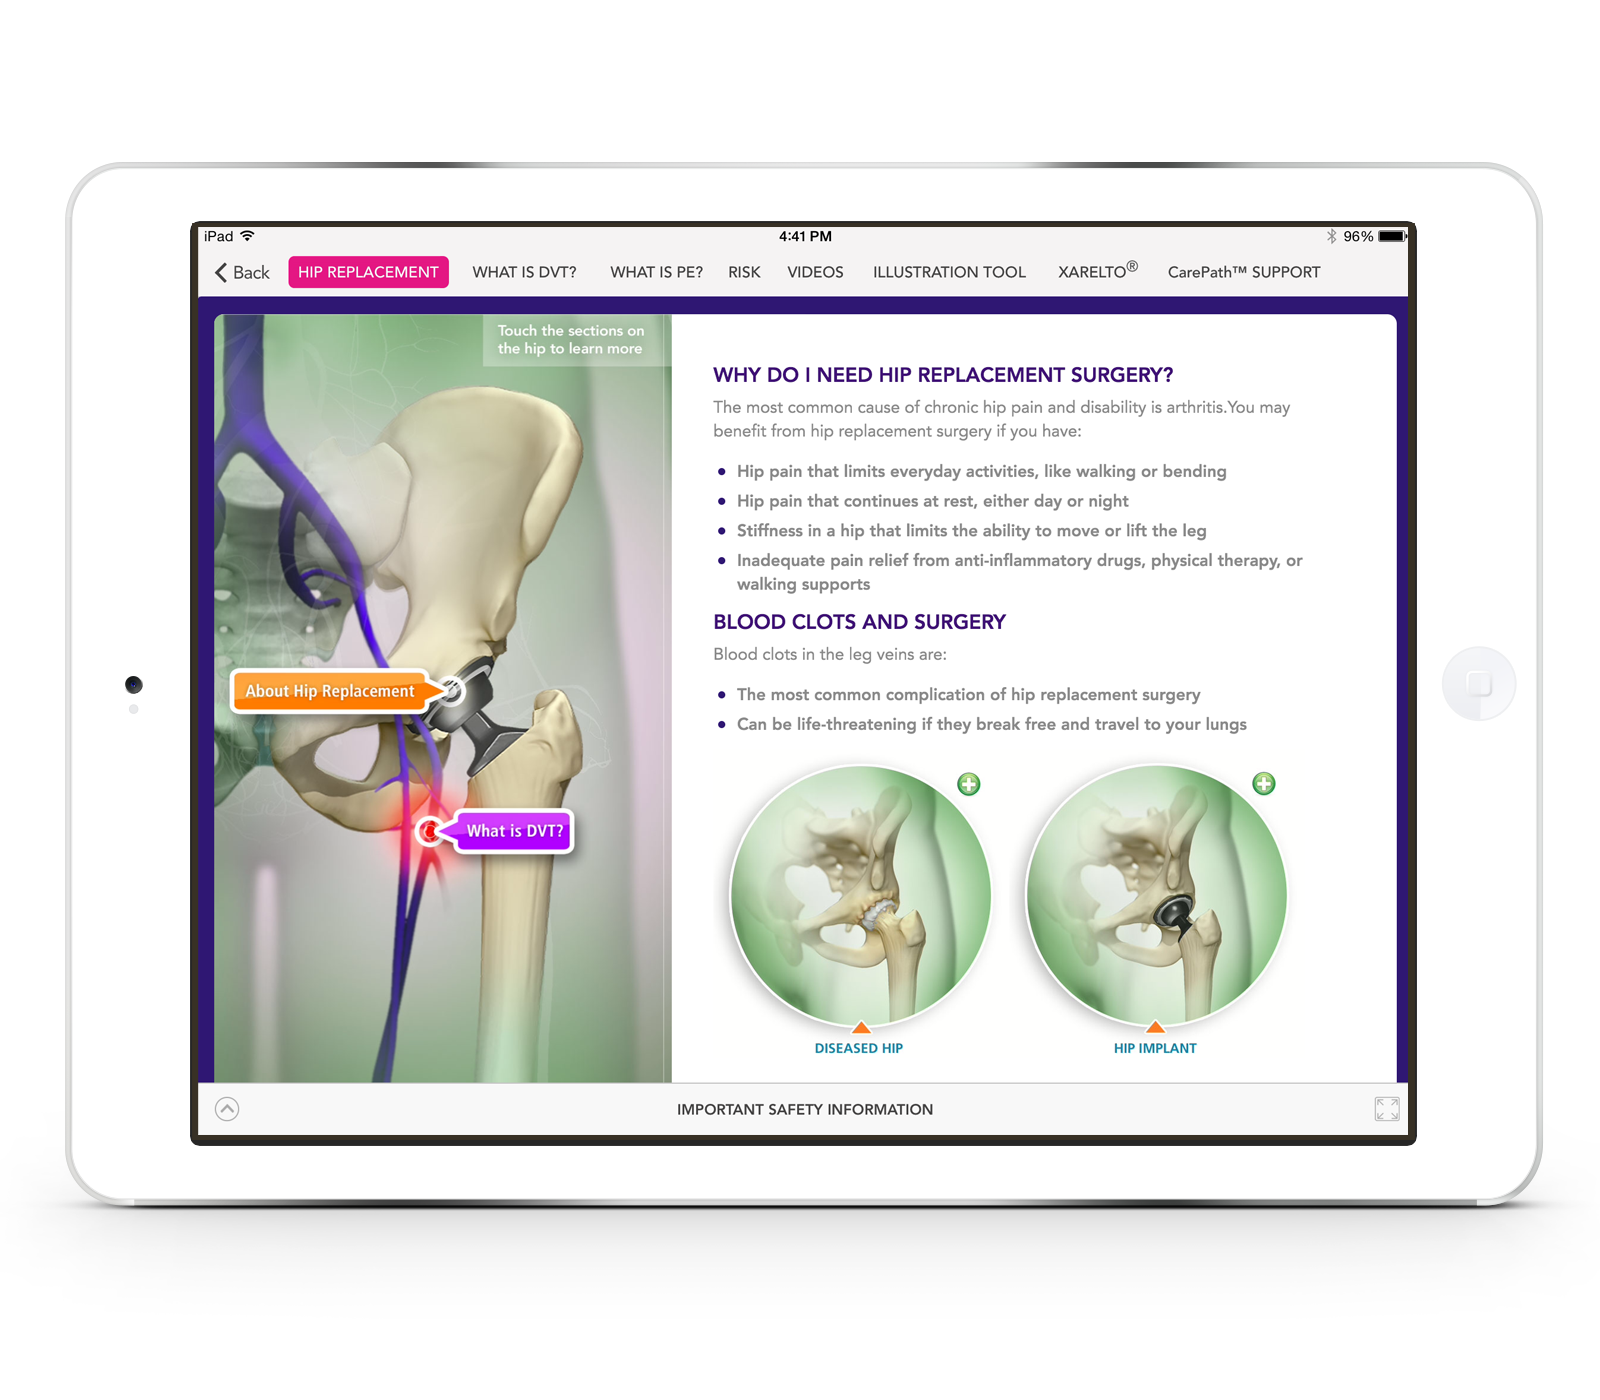 iPad 4:41 PM 96%
Back HIP REPLACEMENT WHAT IS DVT? WHAT IS PE? RISK VIDEOS ILLUSTRATION TOOL XARELTO® CarePath™ SUPPORT
Touch the sections on
the hip to learn more
About Hip Replacement
What is DVT?
WHY DO I NEED HIP REPLACEMENT SURGERY?
The most common cause of chronic hip pain and disability is arthritis.You may
benefit from hip replacement surgery if you have:
• Hip pain that limits everyday activities, like walking or bending
• Hip pain that continues at rest, either day or night
• Stiffness in a hip that limits the ability to move or lift the leg
• Inadequate pain relief from anti-inflammatory drugs, physical therapy, or
walking supports
BLOOD CLOTS AND SURGERY
Blood clots in the leg veins are:
• The most common complication of hip replacement surgery
• Can be life-threatening if they break free and travel to your lungs
DISEASED HIP
HIP IMPLANT
IMPORTANT SAFETY INFORMATION